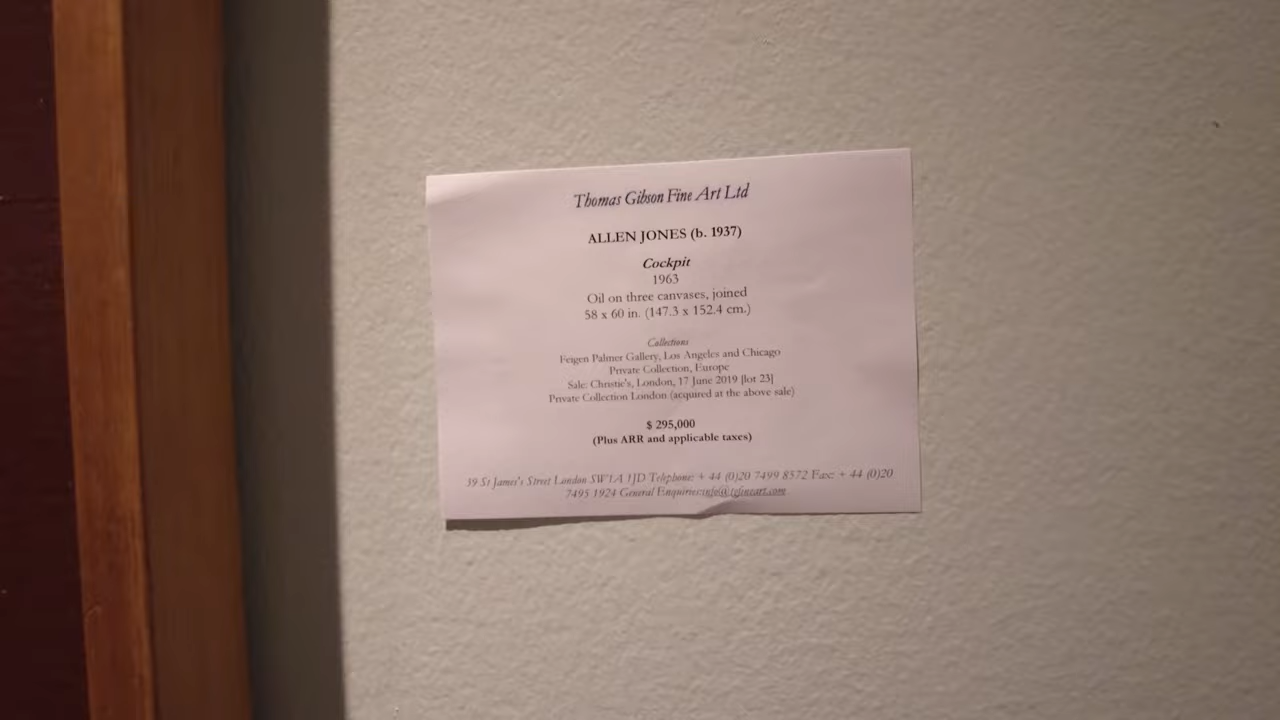 Thomas Gibson Fine Art Ltd
ALLEN JONES (b. 1937)
Cockpit
1963
Oil on three canvases, joined
58 x 60 in. (147.3 x 152.4 cm.)
Collections
Feigen Palmer Gallery, Los Angeles and Chicago
Private Collection, Europe
Sale: Christie's, London, 17 June 2019 [lot 23]
Private Collection London (acquired at the above sale)
$ 295,000
(Plus ARR and applicable taxes)
39 St James's Street London SW1A 1JD Telephone: + 44 (0)20 7499 8572 Fax: + 44 (0)20
7495 1924 General Enquiries:info@tgfineart.com